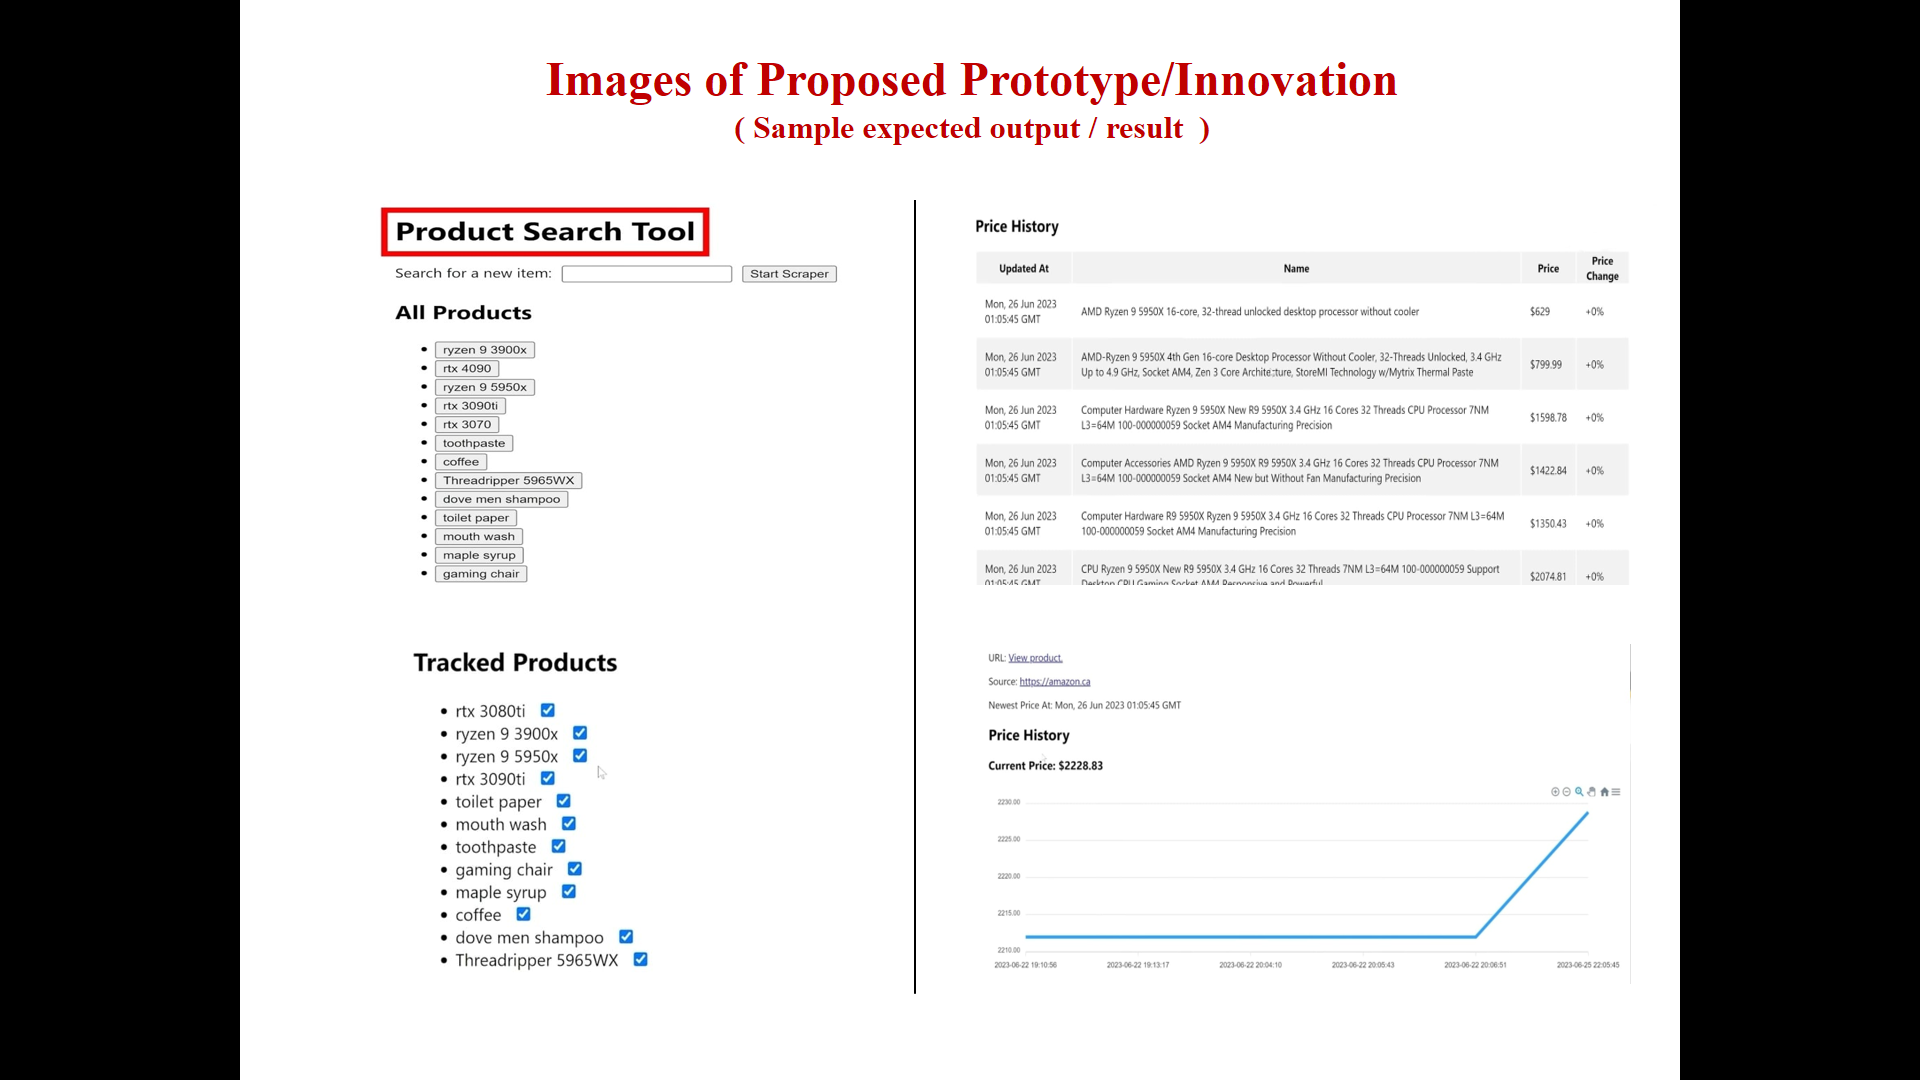 Images of Proposed Prototype/Innovation
( Sample expected output / result )
Product Search Tool
Search for a new item:
Start Scraper
All Products
ryzen 9 3900x
rtx 4090
ryzen 9 5950x
rtx 3090ti
rtx 3070
toothpaste
coffee
Threadripper 5965WX
dove men shampoo
toilet paper
mouth wash
maple syrup
gaming chair
Tracked Products
rtx 3080ti
ryzen 9 3900x
ryzen 9 5950x
rtx 3090ti
toilet paper
mouth wash
toothpaste
gaming chair
maple syrup
coffee
dove men shampoo
Threadripper 5965WX
Price History
Updated At Name Price Price Change
Mon, 26 Jun 2023
01:05:45 GMT
AMD Ryzen 9 5950X 16-core, 32-thread unlocked desktop processor without cooler
$629
+0%
Mon, 26 Jun 2023
01:05:45 GMT
AMD-Ryzen 9 5950X 4th Gen 16-core Desktop Processor Without Cooler, 32-Threads Unlocked, 3.4 GHz
Up to 4.9 GHz, Socket AM4, Zen 3 Core Architecture, StoreMI Technology w/Mytrix Thermal Paste
$799.99
+0%
Mon, 26 Jun 2023
01:05:45 GMT
Computer Hardware Ryzen 9 5950X New R9 5950X 3.4 GHz 16 Cores 32 Threads CPU Processor 7NM
L3=64M 100-000000059 Socket AM4 Manufacturing Precision
$1598.78
+0%
Mon, 26 Jun 2023
01:05:45 GMT
Computer Accessories AMD Ryzen 9 5950X R9 5950X 3.4 GHz 16 Cores 32 Threads CPU Processor 7NM
L3=64M 100-000000059 Socket AM4 New but Without Fan Manufacturing Precision
$1422.84
+0%
Mon, 26 Jun 2023
01:05:45 GMT
Computer Hardware R9 5950X Ryzen 9 5950X 3.4 GHz 16 Cores 32 Threads CPU Processor 7NM L3=64M
100-000000059 Socket AM4 Manufacturing Precision
$1350.43
+0%
Mon, 26 Jun 2023
01:05:45 GMT
CPU Ryzen 9 5950X New R9 5950X 3.4 GHz 16 Cores 32 Threads 7NM L3=64M 100-000000059 Support
Desktop CPU Gaming Socket AM4 Responsive and Powerful
$2074.81
+0%
URL: View product.
Source: https://amazon.ca
Newest Price At: Mon, 26 Jun 2023 01:05:45 GMT
Price History
Current Price: $2228.83
2230.00
2225.00
2220.00
2215.00
2210.00
2023-06-22 19:10:56 2023-06-22 19:13:17 2023-06-22 20:04:10 2023-06-22 20:05:43 2023-06-22 20:06:51 2023-06-25 22:05:45